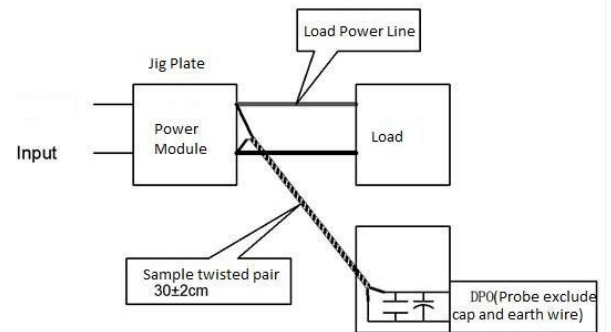 Load Power Line
Jig Plate
Power
Module
Load
Input
Sample twisted pair
30±2cm
DPO(Probe exclude
cap and earth wire)